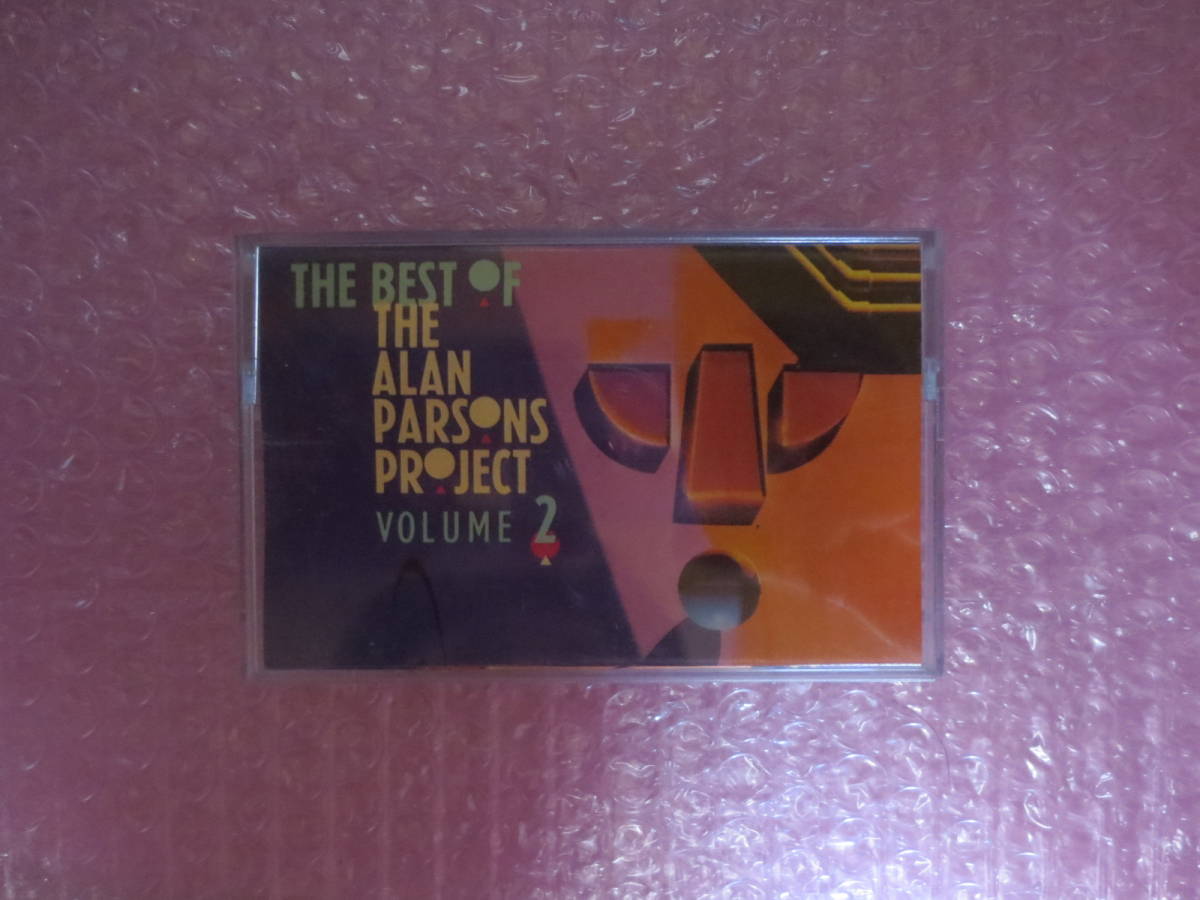 THE BEST OF
THE
ALAN
PARSONS
PROJECT
VOLUME 2